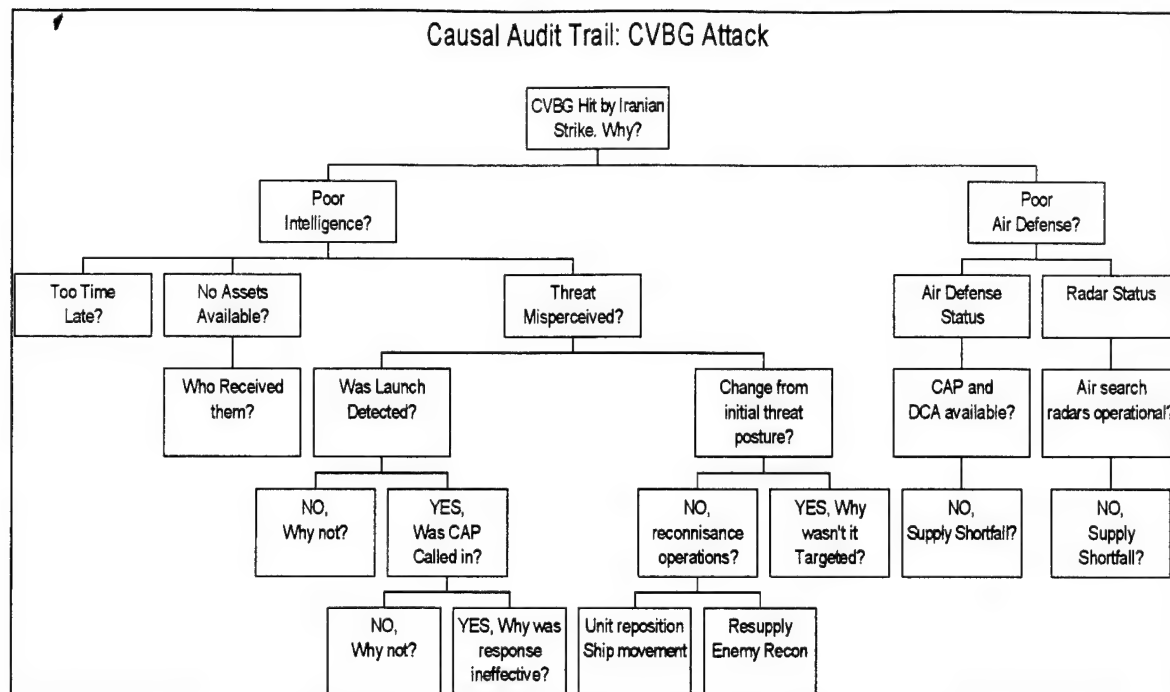 Causal Audit Trail: CVBG Attack
CVBG Hit by Iranian
Strike. Why?
Poor
Intelligence?
Poor
Air Defense?
Too Time
Late?
No Assets
Available?
Threat
Misperceived?
Air Defense
Status
Radar Status
Who Received
them?
Was Launch
Detected?
Change from
initial threat
posture?
CAP and
DCA available?
Air search
radars operational?
NO,
Why not?
YES,
Was CAP
Called in?
NO,
reconnisance
operations?
YES, Why
wasn't it
Targeted?
NO,
Supply Shortfall?
NO,
Supply
Shortfall?
NO,
Why not?
YES, Why was
response
ineffective?
Unit reposition
Ship movement
Resupply
Enemy Recon